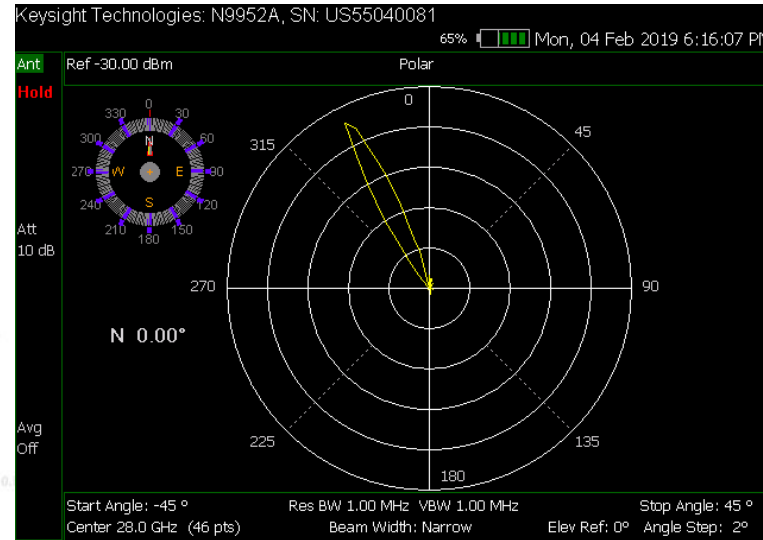 Keysight Technologies: N9952A, SN: US55040081
65% Mon, 04 Feb 2019 6:16:07 PM
Ant Ref -30.00 dBm Polar
Hold
0
330 30
300 N 60
270 W E 90
240 S 120
210 180 150
0
315 45
270 90
225 135
180
Att
10 dB
N 0.00°
Avg
Off
Start Angle: -45 º Res BW 1.00 MHz VBW 1.00 MHz Stop Angle: 45 º
Center 28.0 GHz (46 pts) Beam Width: Narrow Elev Ref: 0º Angle Step: 2º